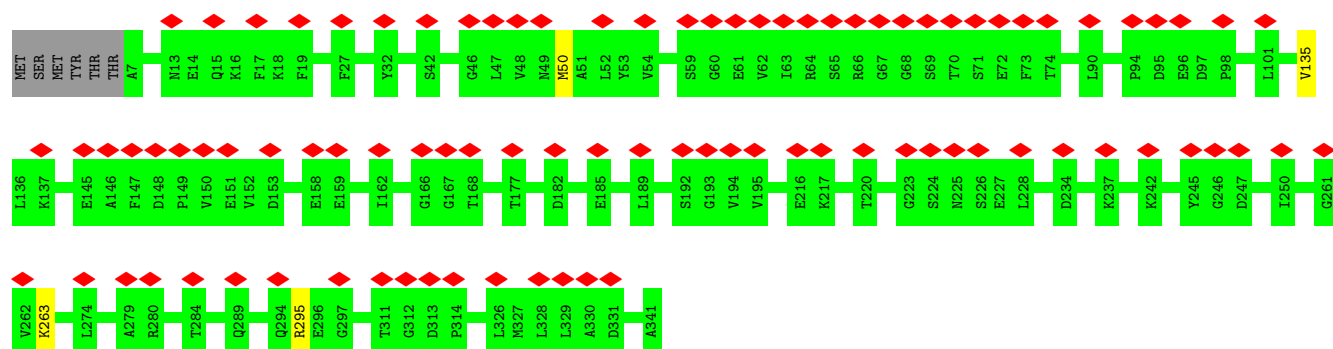 MET SER MET TYR THR THR A7 N13 E14 Q15 K16 F17 K18 F19 F27 Y32 S42 G46 L47 V48 N49 M50 A51 L52 Y53 V54 S59 G60 E61 V62 I63 R64 S65 R66 G67 G68 S69 T70 S71 E72 F73 T74 L90 P94 D95 E96 D97 P98 L101 V135
L136 K137 E145 A146 F147 D148 P149 V150 E151 V152 D153 E158 E159 I162 G166 G167 T168 T177 D182 E185 L189 S192 G193 V194 V195 E216 K217 T220 G223 S224 N225 S226 E227 L228 D234 K237 K242 Y245 G246 D247 I250 G261
V262 K263 L274 A279 R280 T284 Q289 Q294 R295 E296 G297 T311 G312 D313 P314 L326 M327 L328 L329 A330 D331 A341